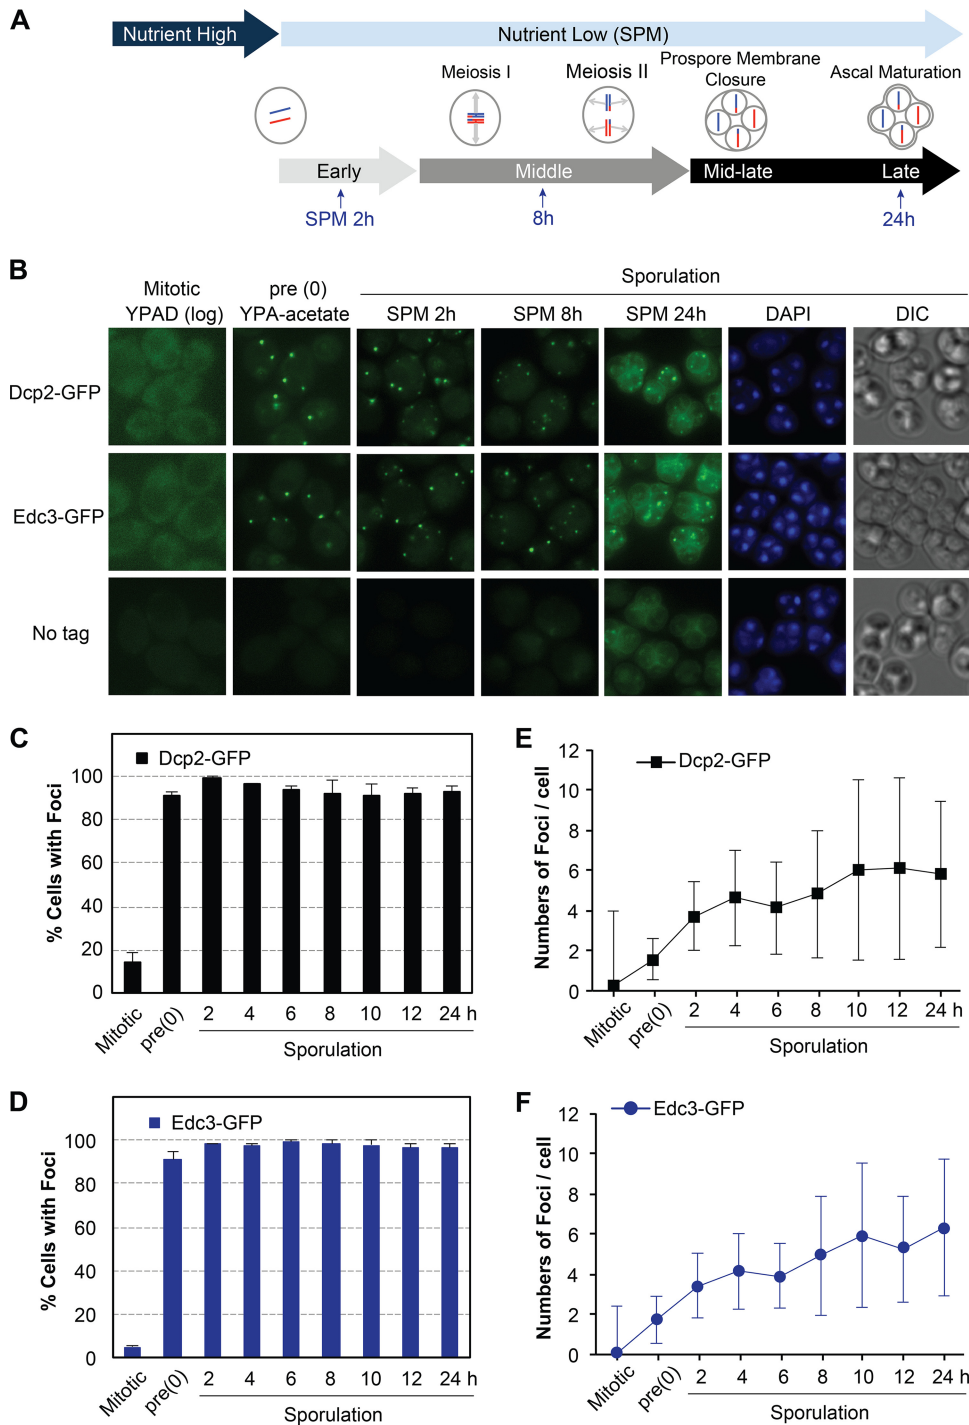 A
Nutrient High
Nutrient Low (SPM)
Meiosis I
Meiosis II
Prospore Membrane
Closure
Ascal Maturation
Early
Middle
Mid-late
Late
SPM 2h
8h
24h
B
Sporulation
Mitotic
YPAD (log)
pre (0)
YPA-acetate
SPM 2h
SPM 8h
SPM 24h
DAPI
DIC
Dcp2-GFP
Edc3-GFP
No tag
C
Dcp2-GFP
% Cells with Foci
100
80
60
40
20
0
Mitotic
pre(0)
2 4 6 8 10 12 24 h
Sporulation
E
Dcp2-GFP
Numbers of Foci / cell
12
10
8
6
4
2
0
Mitotic
pre(0)
2 4 6 8 10 12 24 h
Sporulation
D
Edc3-GFP
% Cells with Foci
100
80
60
40
20
0
Mitotic
pre(0)
2 4 6 8 10 12 24 h
Sporulation
F
Edc3-GFP
Numbers of Foci / cell
12
10
8
6
4
2
0
Mitotic
pre(0)
2 4 6 8 10 12 24 h
Sporulation